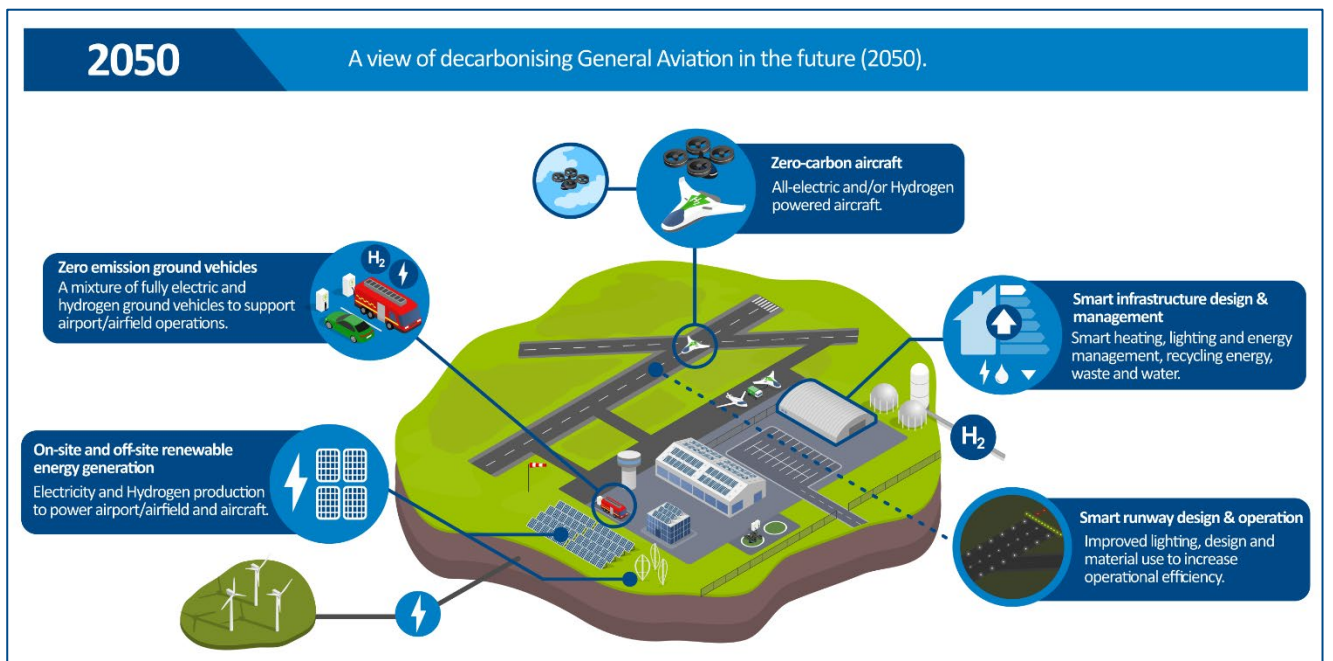 2050
A view of decarbonising General Aviation in the future (2050).
Zero-carbon aircraft
All-electric and/or Hydrogen
powered aircraft.
Zero emission ground vehicles
A mixture of fully electric and
hydrogen ground vehicles to support
airport/airfield operations.
H₂
Smart infrastructure design &
management
Smart heating, lighting and energy
management, recycling energy,
waste and water.
H₂
On-site and off-site renewable
energy generation
Electricity and Hydrogen production
to power airport/airfield and aircraft.
Smart runway design & operation
Improved lighting, design and
material use to increase
operational efficiency.